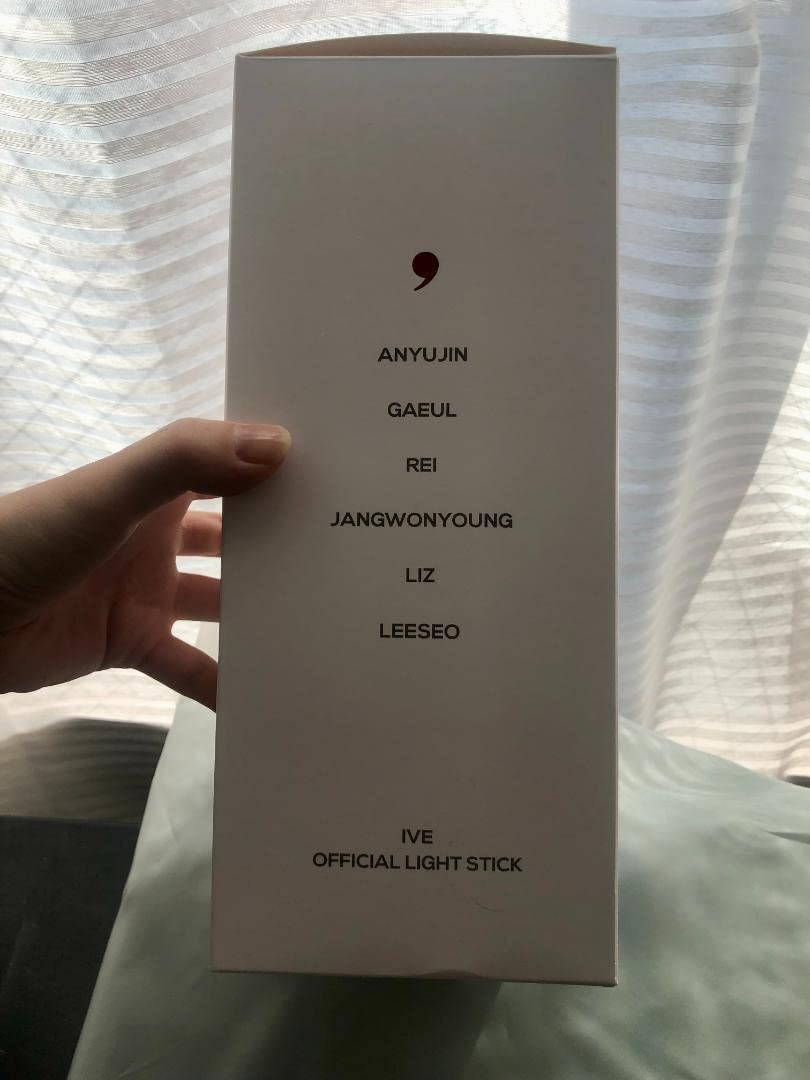 ,
ANYUJIN
GAEUL
REI
JANGWONYOUNG
LIZ
LEESEO
IVE
OFFICIAL LIGHT STICK